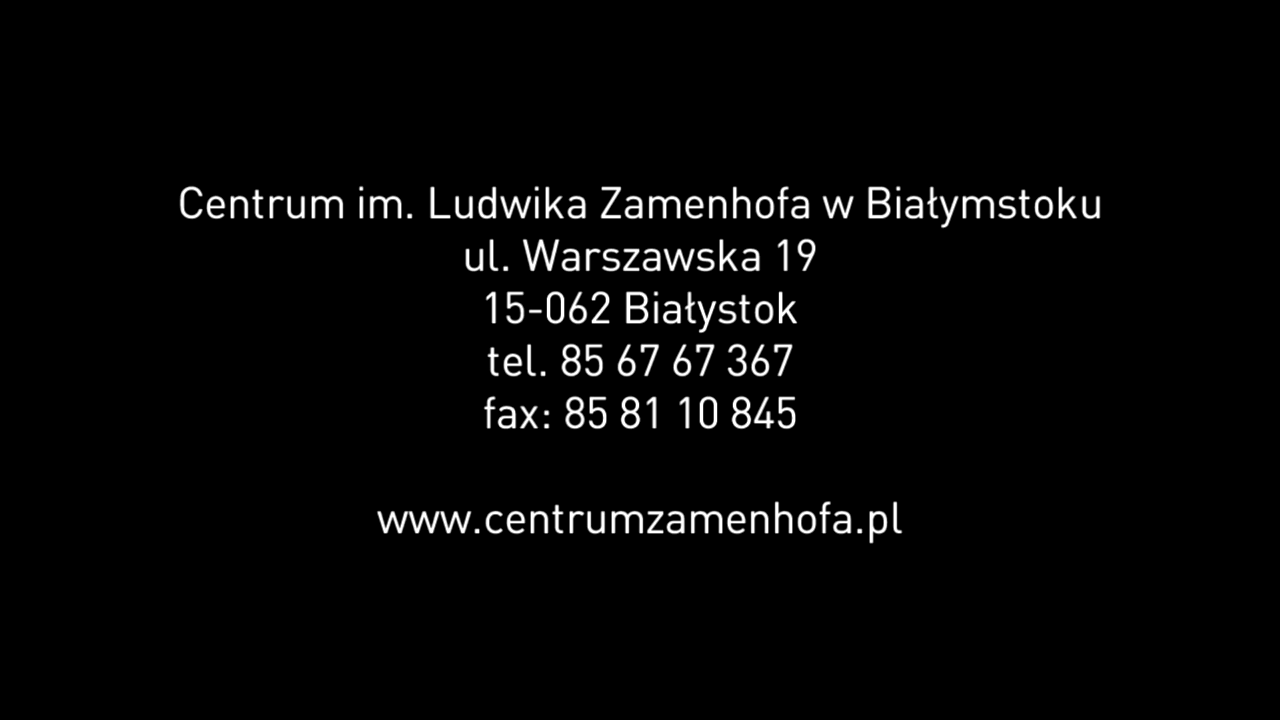 Centrum im. Ludwika Zamenhofa w Białymstoku
ul. Warszawska 19
15-062 Białystok
tel. 85 67 67 367
fax: 85 81 10 845
www.centrumzamenhofa.pl